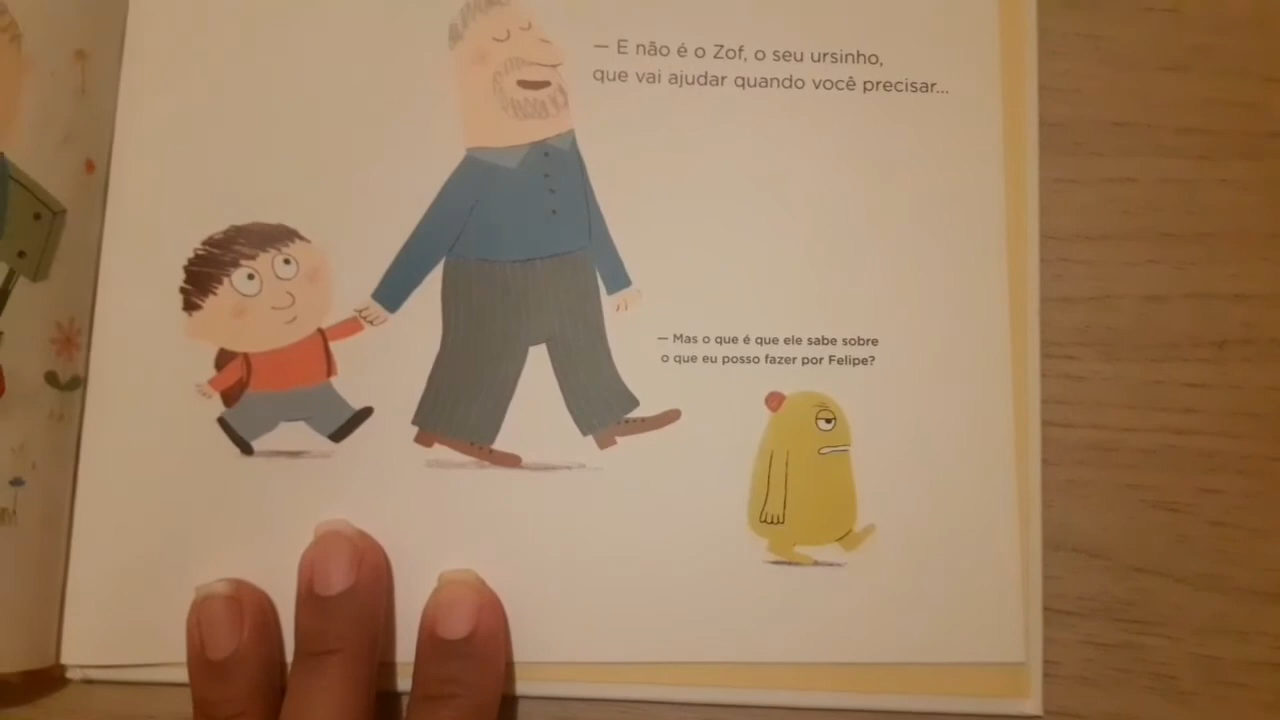 — E não é o Zof, o seu ursinho,
que vai ajudar quando você precisar...
— Mas o que é que ele sabe sobre
o que eu posso fazer por Felipe?